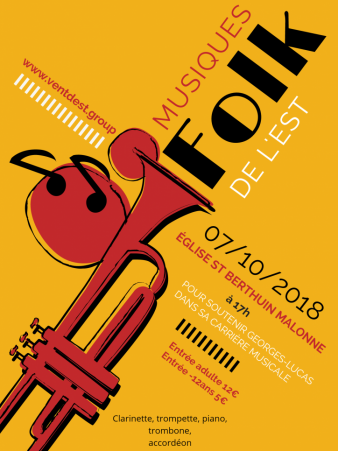 MUSIQUES
Folk
DE L'EST
www.ventdest.group
07/10/2018
ÉGLISE ST BERTHUIN MALONNE
à 17h
POUR SOUTENIR GEORGES-LUCAS
DANS SA CARRIÈRE MUSICALE
Entrée adulte 12€
Entrée -12ans 5€
Clarinette, trompette, piano,
trombone,
accordéon